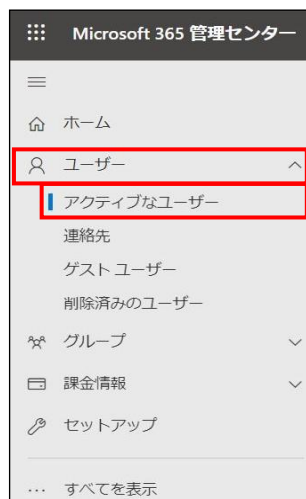 Microsoft 365 管理センター
ホーム
ユーザー
アクティブなユーザー
連絡先
ゲスト ユーザー
削除済みのユーザー
グループ
課金情報
セットアップ
… すべてを表示